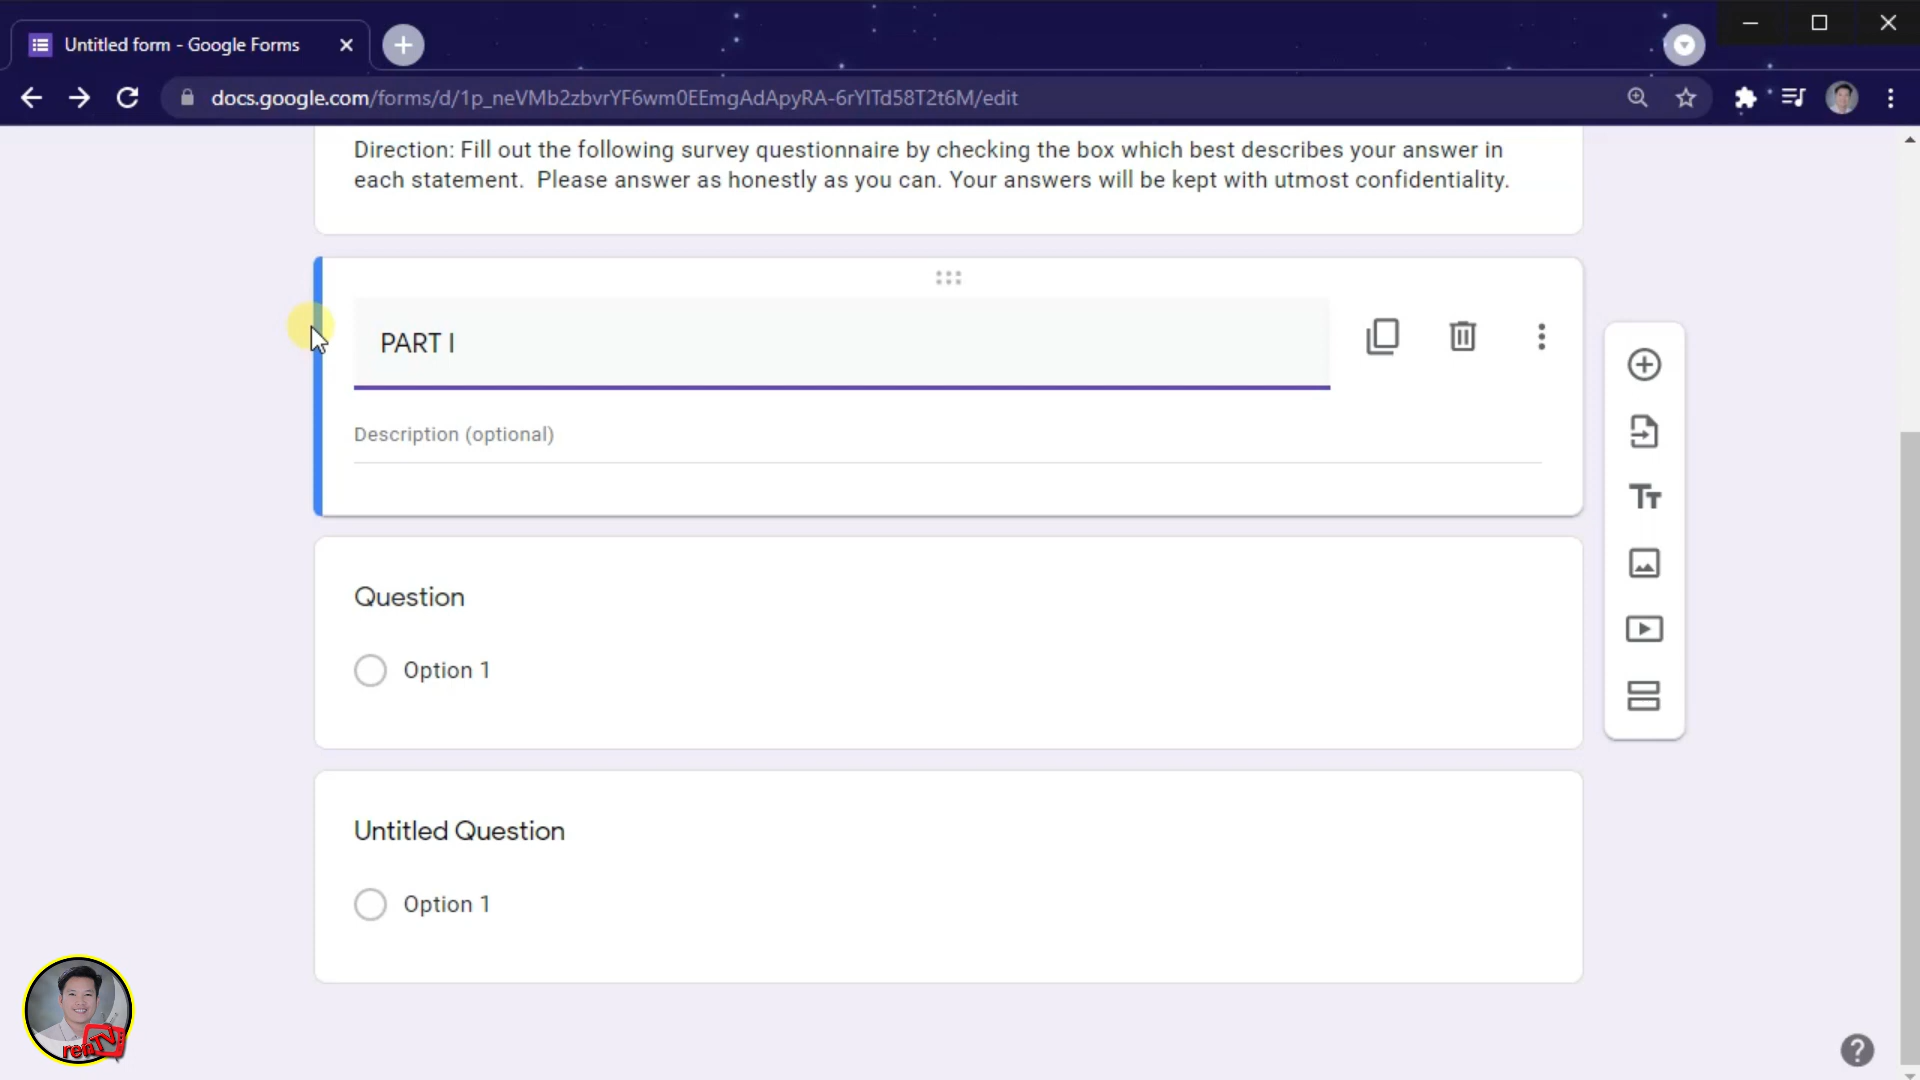 Untitled form - Google Forms
docs.google.com/forms/d/1p_neVMb2zbvrYF6wm0EEmgAdApyRA-6rYlTd58T2t6M/edit
Direction: Fill out the following survey questionnaire by checking the box which best describes your answer in
each statement.  Please answer as honestly as you can. Your answers will be kept with utmost confidentiality.
PART I
Description (optional)
Question
Option 1
Untitled Question
Option 1
renTV